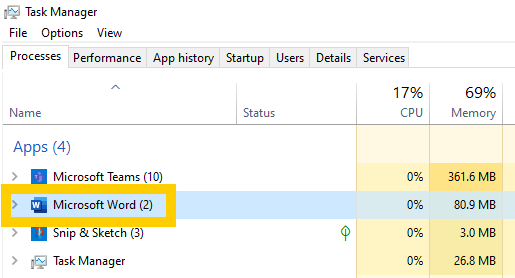 Task Manager
File Options View
Processes Performance App history Startup Users Details Services
17% 69%
Name Status CPU Memory
Apps (4)
Microsoft Teams (10) 0% 361.6 MB
Microsoft Word (2) 0% 80.9 MB
Snip & Sketch (3) 0% 3.0 MB
Task Manager 0% 26.8 MB